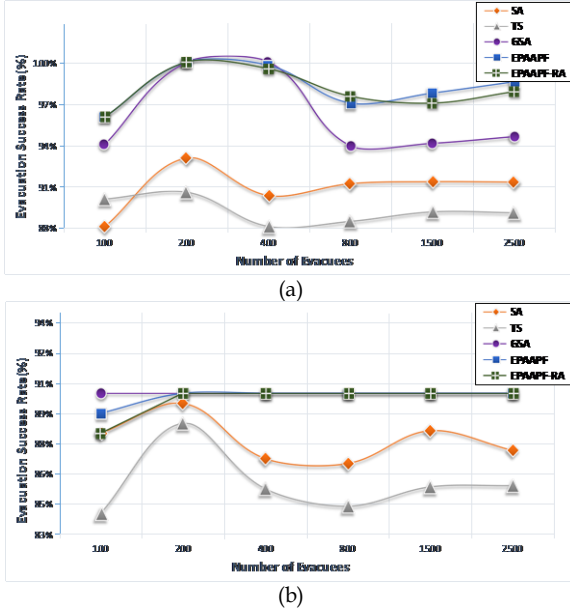 SA
TS
GSA
EPAAPF
EPAAPF-RA
Evacuation Success Rate(%)
100%
97%
94%
91%
88%
100 200 400 800 1500 2500
Number of Evacuees
(a)
SA
TS
GSA
EPAAPF
EPAAPF-RA
Evacuation Success Rate(%)
94%
92%
91%
89%
88%
86%
85%
83%
100 200 400 800 1500 2500
Number of Evacuees
(b)